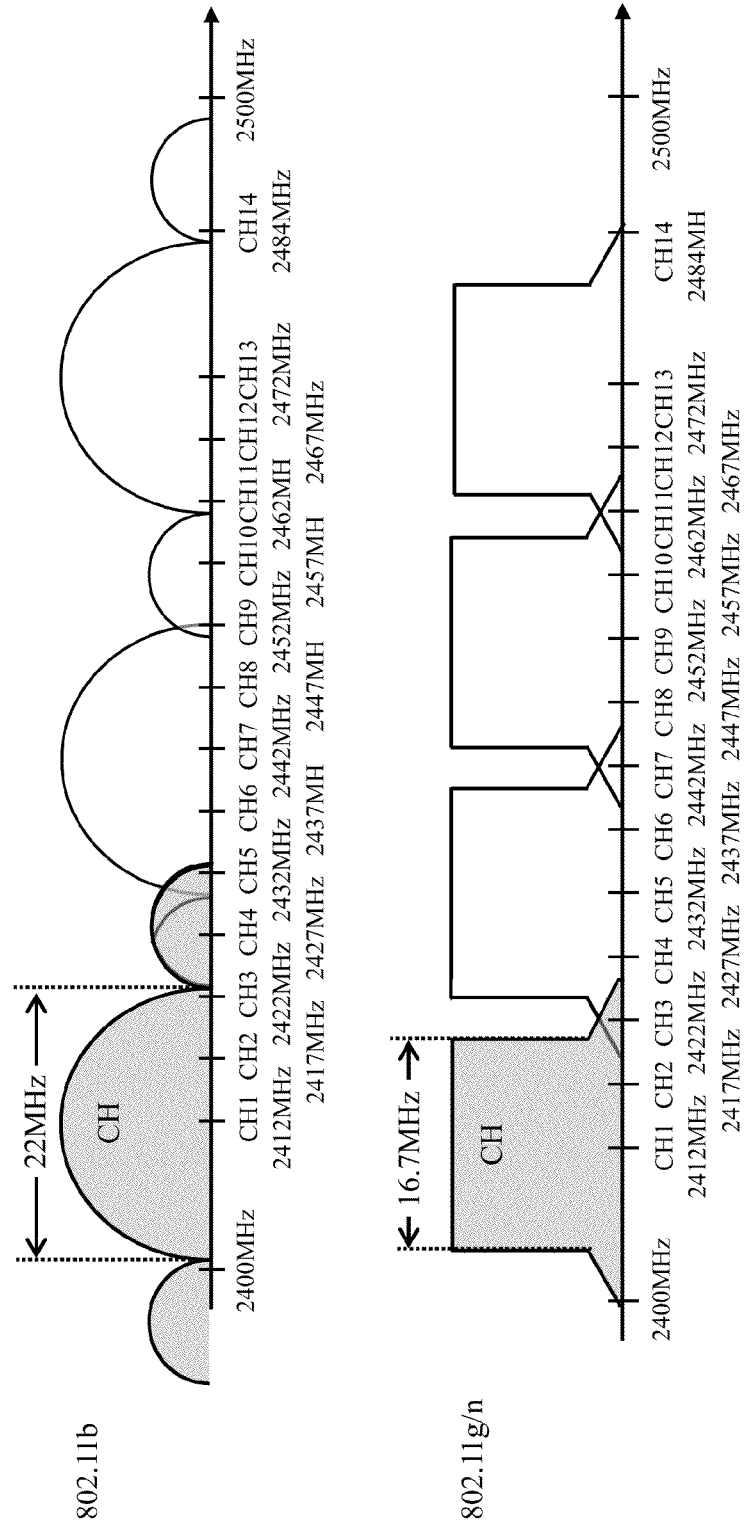 802.11b
22MHz
CH
2400MHz
CH1 CH2 CH3 CH4 CH5 CH6 CH7 CH8 CH9 CH10 CH11 CH12 CH13 CH14
2412MHz 2422MHz 2432MHz 2442MHz 2452MHz 2462MH 2472MHz 2484MHz
2417MHz 2427MHz 2437MH 2447MH 2457MH 2467MHz
2500MHz
802.11g/n
16.7MHz
CH
2400MHz
CH1 CH2 CH3 CH4 CH5 CH6 CH7 CH8 CH9 CH10 CH11 CH12 CH13 CH14
2412MHz 2422MHz 2432MHz 2442MHz 2452MHz 2462MHz 2472MHz 2484MH
2417MHz 2427MHz 2437MHz 2447MHz 2457MHz 2467MHz
2500MHz